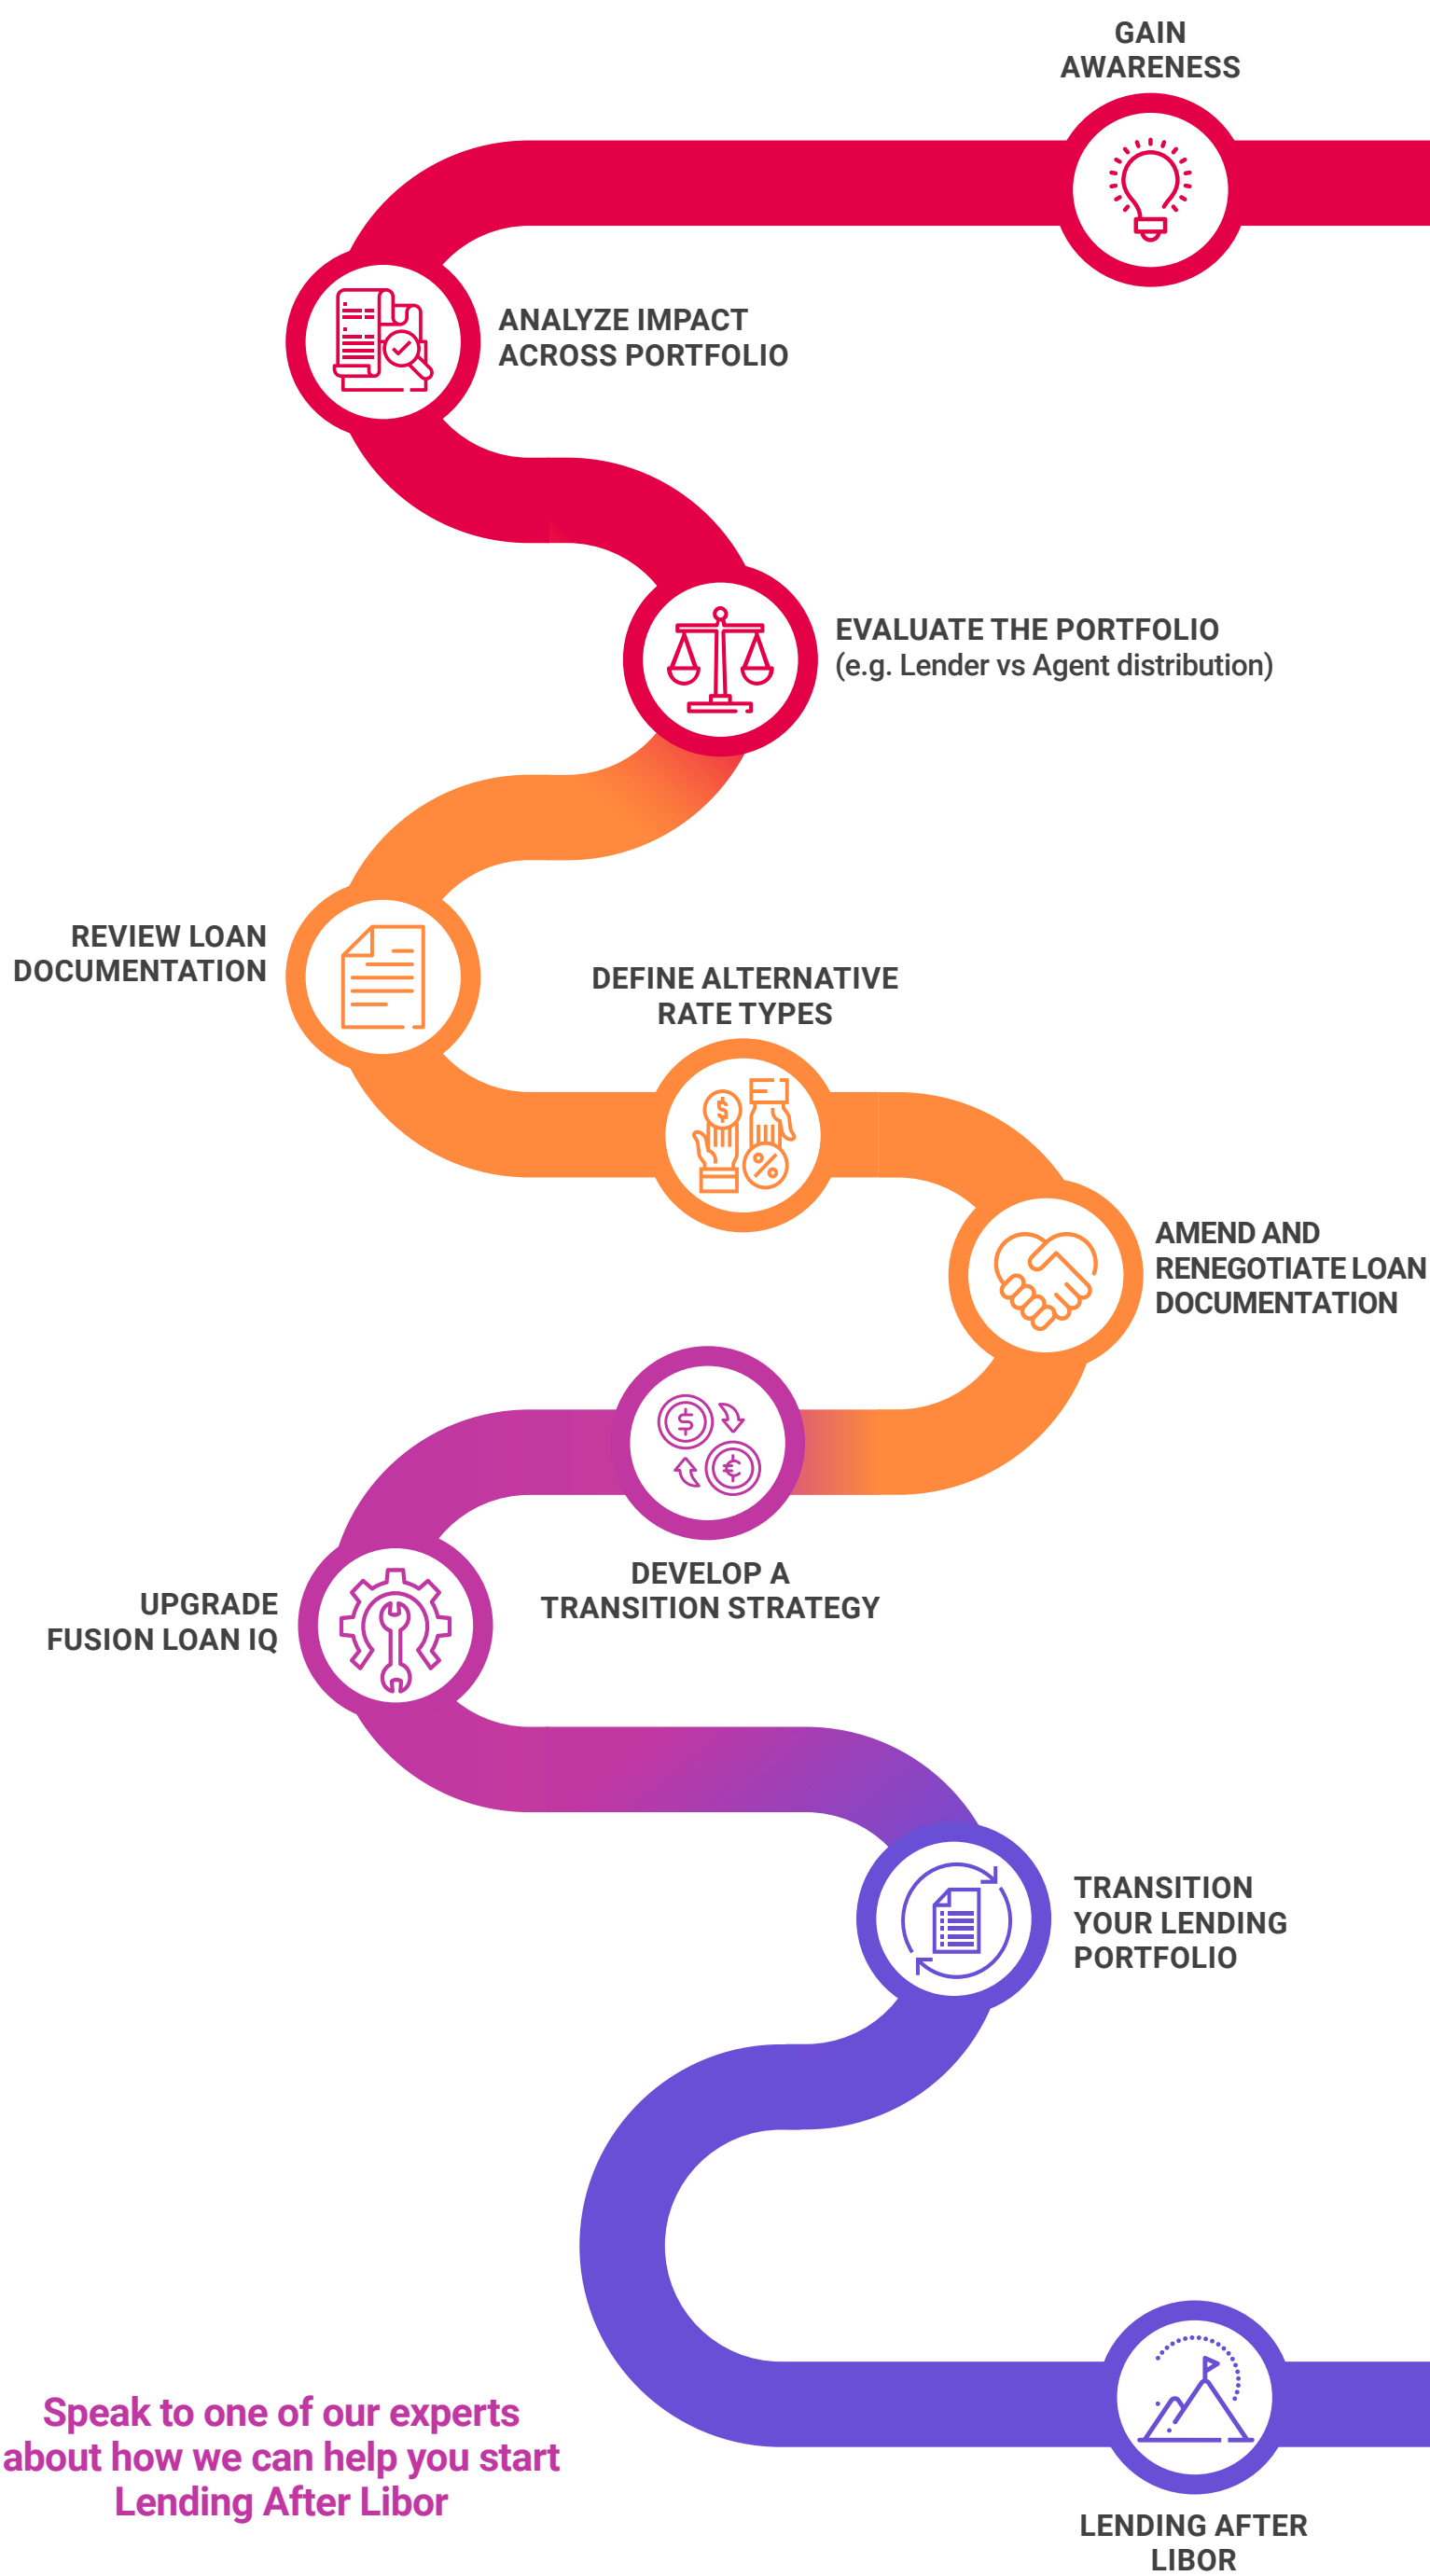 GAIN
AWARENESS
ANALYZE IMPACT
ACROSS PORTFOLIO
EVALUATE THE PORTFOLIO
(e.g. Lender vs Agent distribution)
REVIEW LOAN
DOCUMENTATION
DEFINE ALTERNATIVE
RATE TYPES
$
%
AMEND AND
RENEGOTIATE LOAN
DOCUMENTATION
$
€
DEVELOP A
TRANSITION STRATEGY
UPGRADE
FUSION LOAN IQ
TRANSITION
YOUR LENDING
PORTFOLIO
Speak to one of our experts
about how we can help you start
Lending After Libor
LENDING AFTER
LIBOR